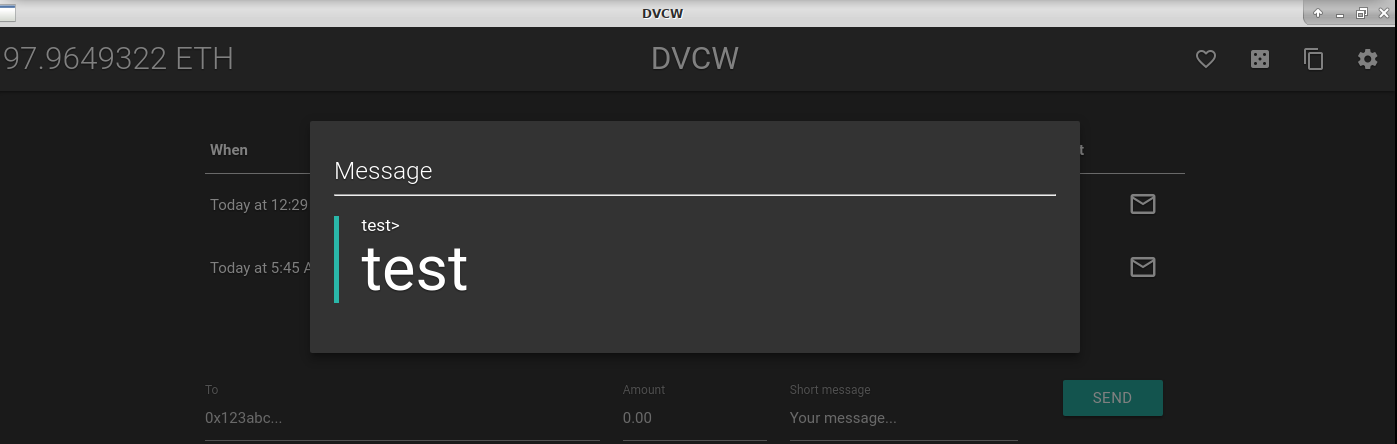 DVCW
97.9649322 ETH
DVCW
When
t
Message
Today at 12:29
test>
test
Today at 5:45 A
To
Amount
Short message
0x123abc...
0.00
Your message...
SEND